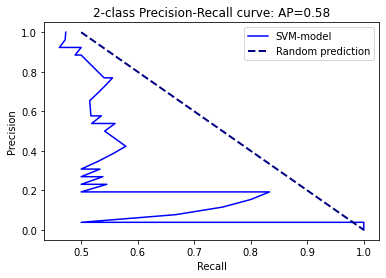 2-class Precision-Recall curve: AP=0.58
SVM-model
Random prediction
Precision
1.0
0.8
0.6
0.4
0.2
0.0
0.5
0.6
0.7
0.8
0.9
1.0
Recall